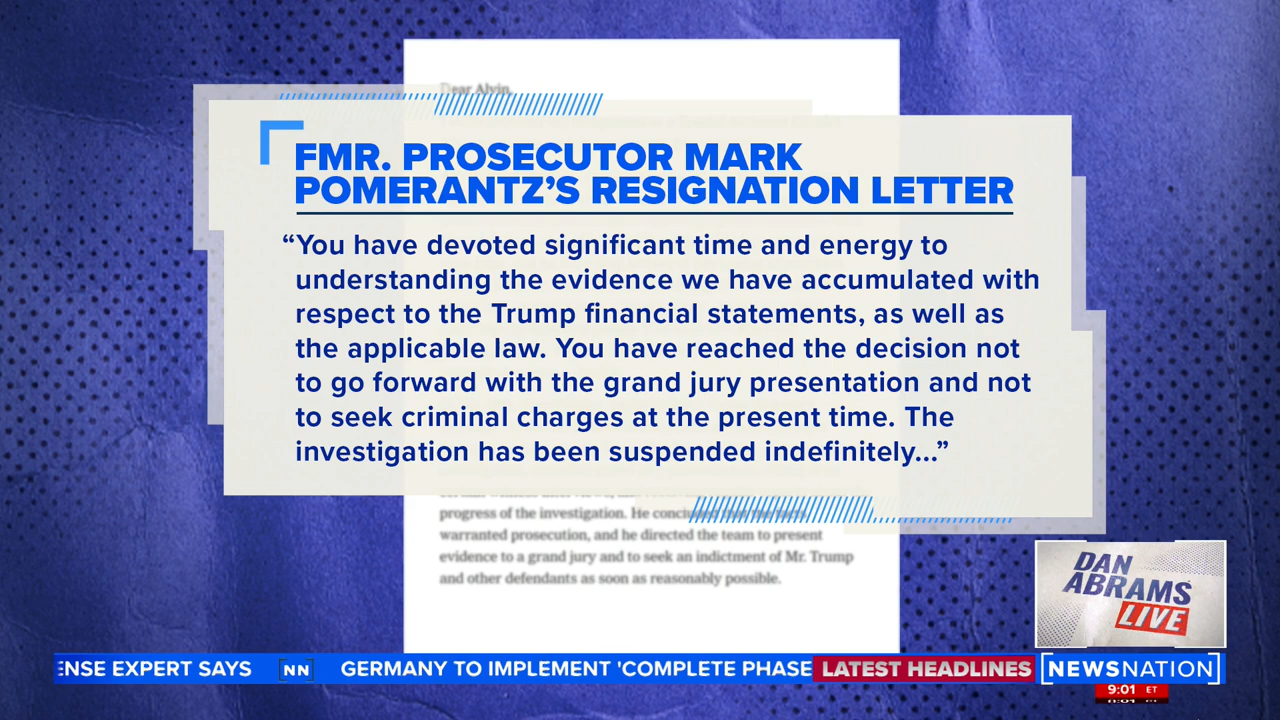 Dear Alvin,
FMR. PROSECUTOR MARK
POMERANTZ’S RESIGNATION LETTER
“You have devoted significant time and energy to
understanding the evidence we have accumulated with
respect to the Trump financial statements, as well as
the applicable law. You have reached the decision not
to go forward with the grand jury presentation and not
to seek criminal charges at the present time. The
investigation has been suspended indefinitely...”
progress of the investigation. He concluded that the facts
warranted prosecution, and he directed the team to present
evidence to a grand jury and to seek an indictment of Mr. Trump
and other defendants as soon as reasonably possible.
DAN
ABRAMS
LIVE
ENSE EXPERT SAYS NN GERMANY TO IMPLEMENT 'COMPLETE PHASE LATEST HEADLINES NEWSNATION
9:01 ET